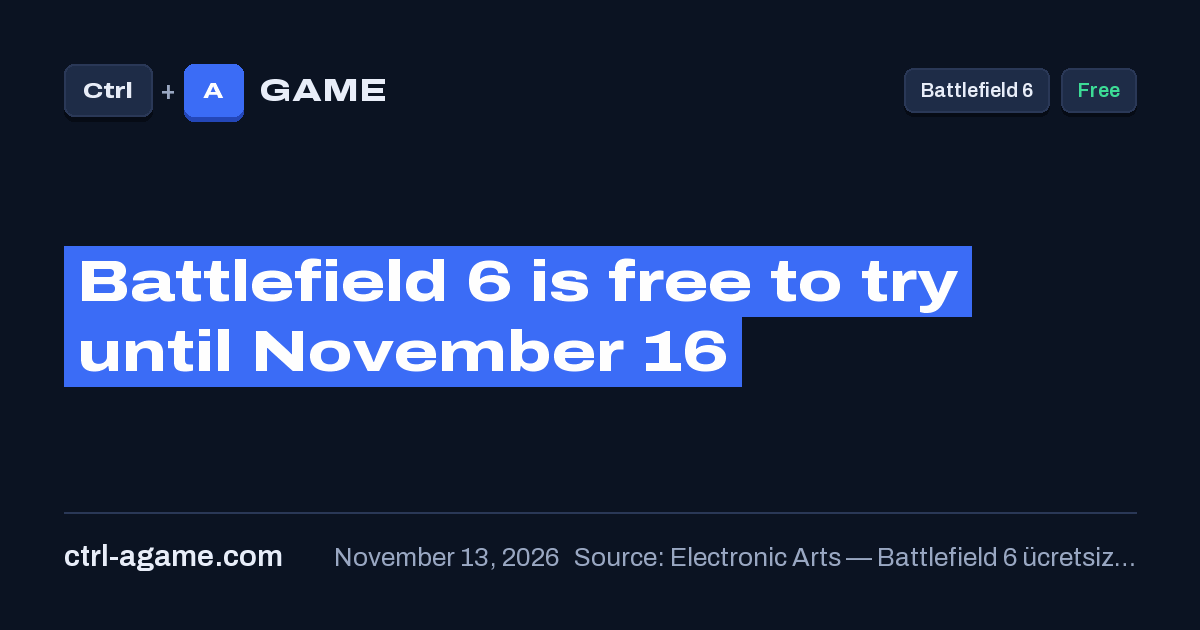 Ctrl + A GAME
Battlefield 6 Free
Battlefield 6 is free to try
until November 16
ctrl-agame.com November 13, 2026 Source: Electronic Arts — Battlefield 6 ücretsiz…